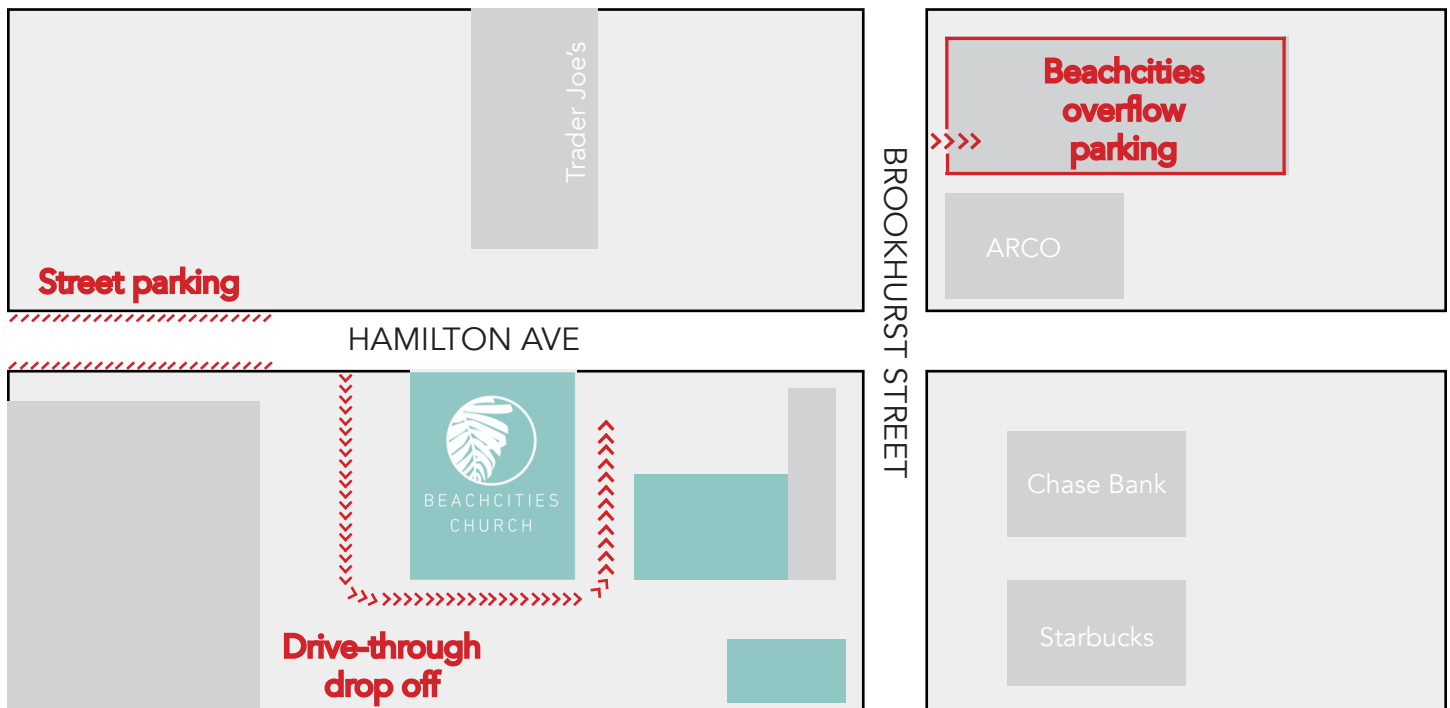 Trader Joe's
Beachcities
overflow
parking
ARCO
Street parking
HAMILTON AVE
BROOKHURST STREET
BEACHCITIES
CHURCH
Chase Bank
Starbucks
Drive-through
drop off